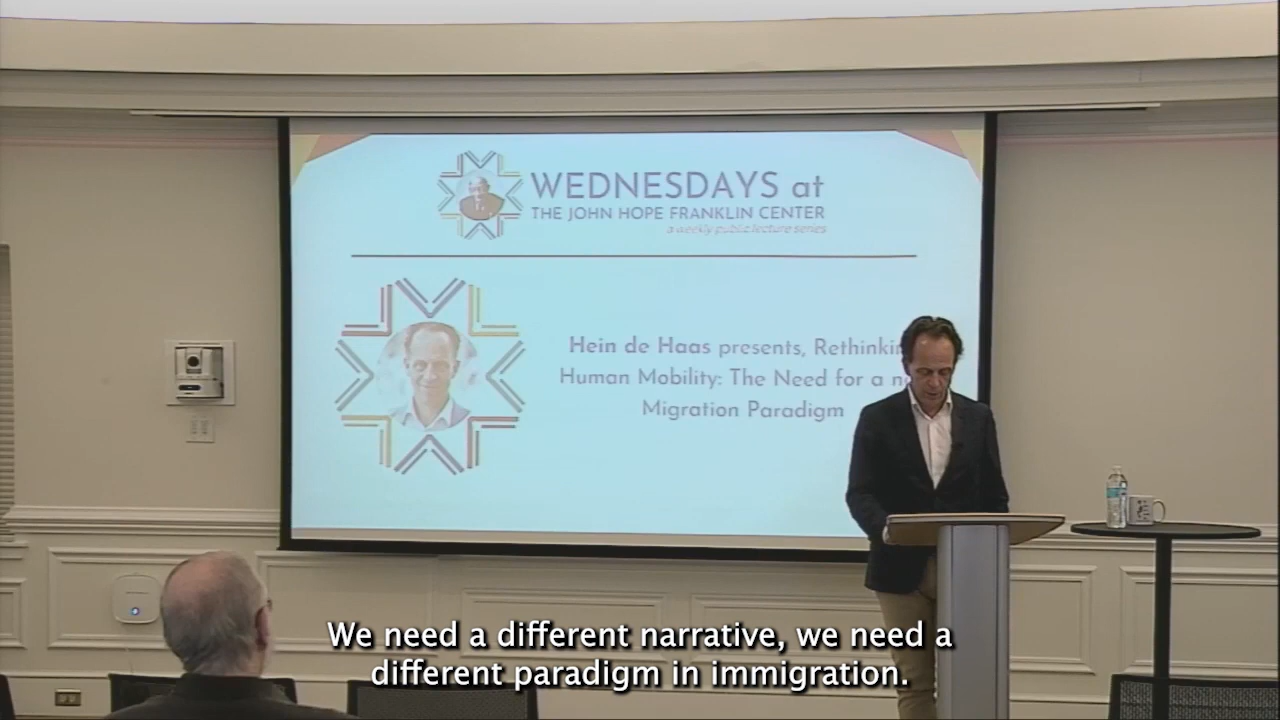 WEDNESDAYS at
THE JOHN HOPE FRANKLIN CENTER
a weekly public lecture series
Hein de Haas presents, Rethinkin
Human Mobility: The Need for a n
Migration Paradigm
We need a different narrative, we need a
different paradigm in immigration.